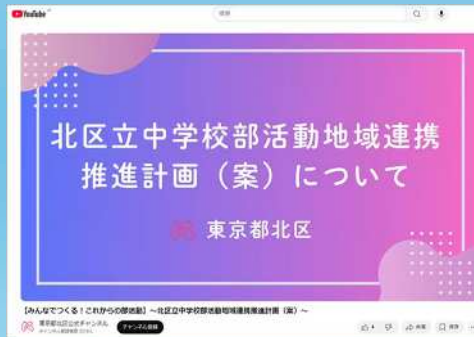 YouTube
検索
北区立中学校部活動地域連携
推進計画（案）について
東京都北区
【みんなでつくる！これからの部活動】～北区立中学校部活動地域連携推進計画（案）～
東京都北区公式チャンネル
チャンネル登録
共有
保存